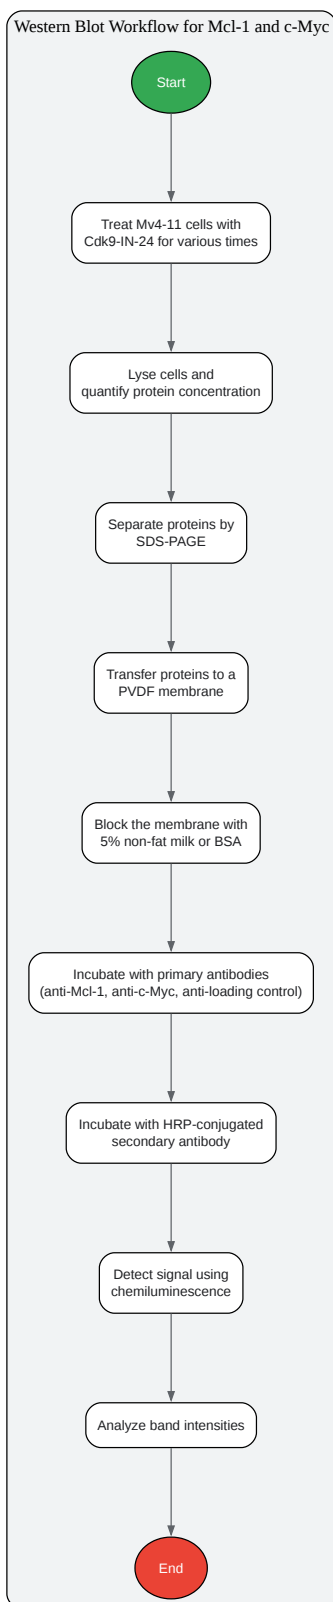 Western Blot Workflow for Mcl-1 and c-Myc
Start
Treat Mv4-11 cells with
Cdk9-IN-24 for various times
Lyse cells and
quantify protein concentration
Separate proteins by
SDS-PAGE
Transfer proteins to a
PVDF membrane
Block the membrane with
5% non-fat milk or BSA
Incubate with primary antibodies
(anti-Mcl-1, anti-c-Myc, anti-loading control)
Incubate with HRP-conjugated
secondary antibody
Detect signal using
chemiluminescence
Analyze band intensities
End